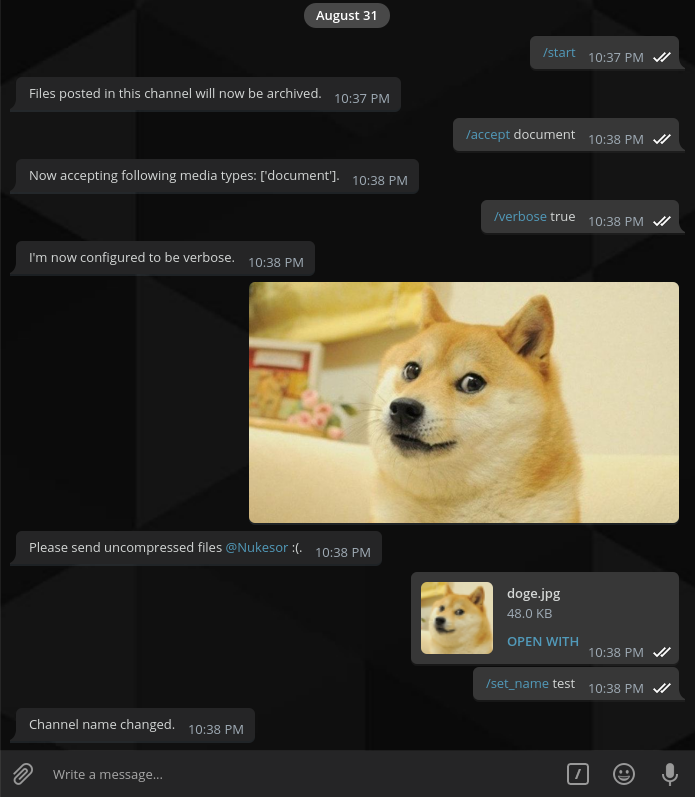 August 31
/start 10:37 PM
Files posted in this channel will now be archived. 10:37 PM
/accept document 10:38 PM
Now accepting following media types: ['document']. 10:38 PM
/verbose true 10:38 PM
I'm now configured to be verbose. 10:38 PM
Please send uncompressed files @Nukesor :(. 10:38 PM
doge.jpg
48.0 KB
OPEN WITH 10:38 PM
/set_name test 10:38 PM
Channel name changed. 10:38 PM
Write a message...